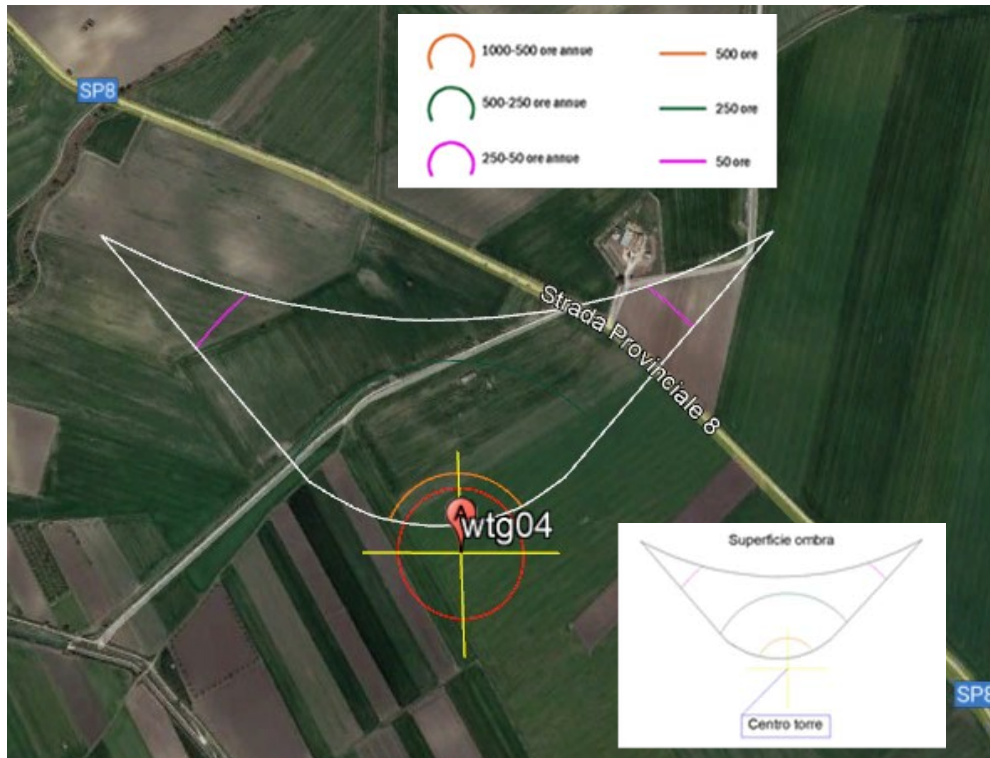 1000-500 ore annue
500 ore
500-250 ore annue
250 ore
250-50 ore annue
50 ore
SP8
Strada Provinciale 8
A
wtg04
Superficie ombra
Centro torre
SP8